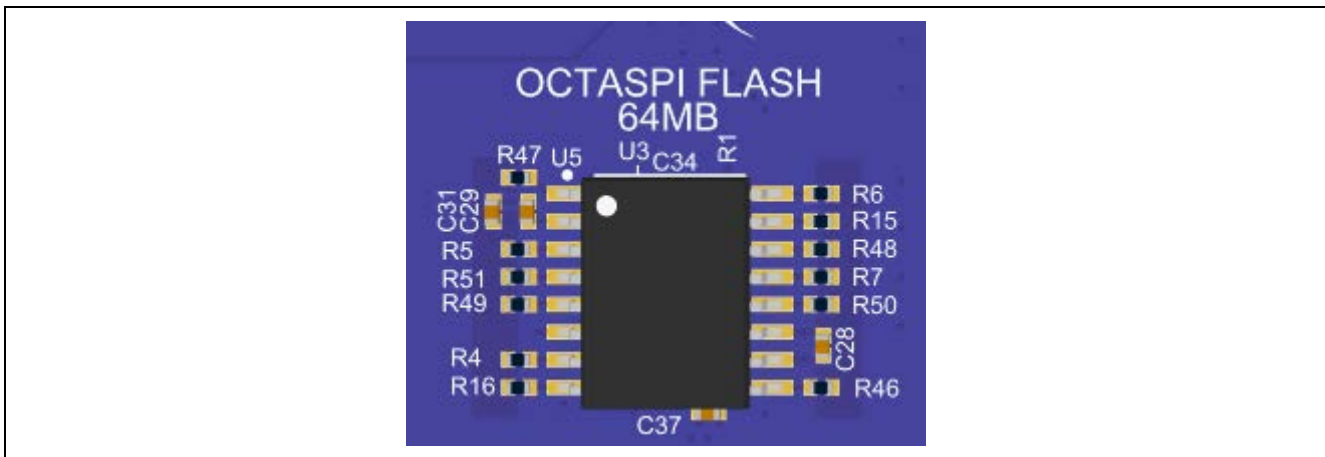 OCTASPI FLASH
64MB
R47 U5 U3 C34 R1
R6
C31 C29 R15
R5 R48
R51 R7
R49 R50
C28
R4
R16 R46
C37